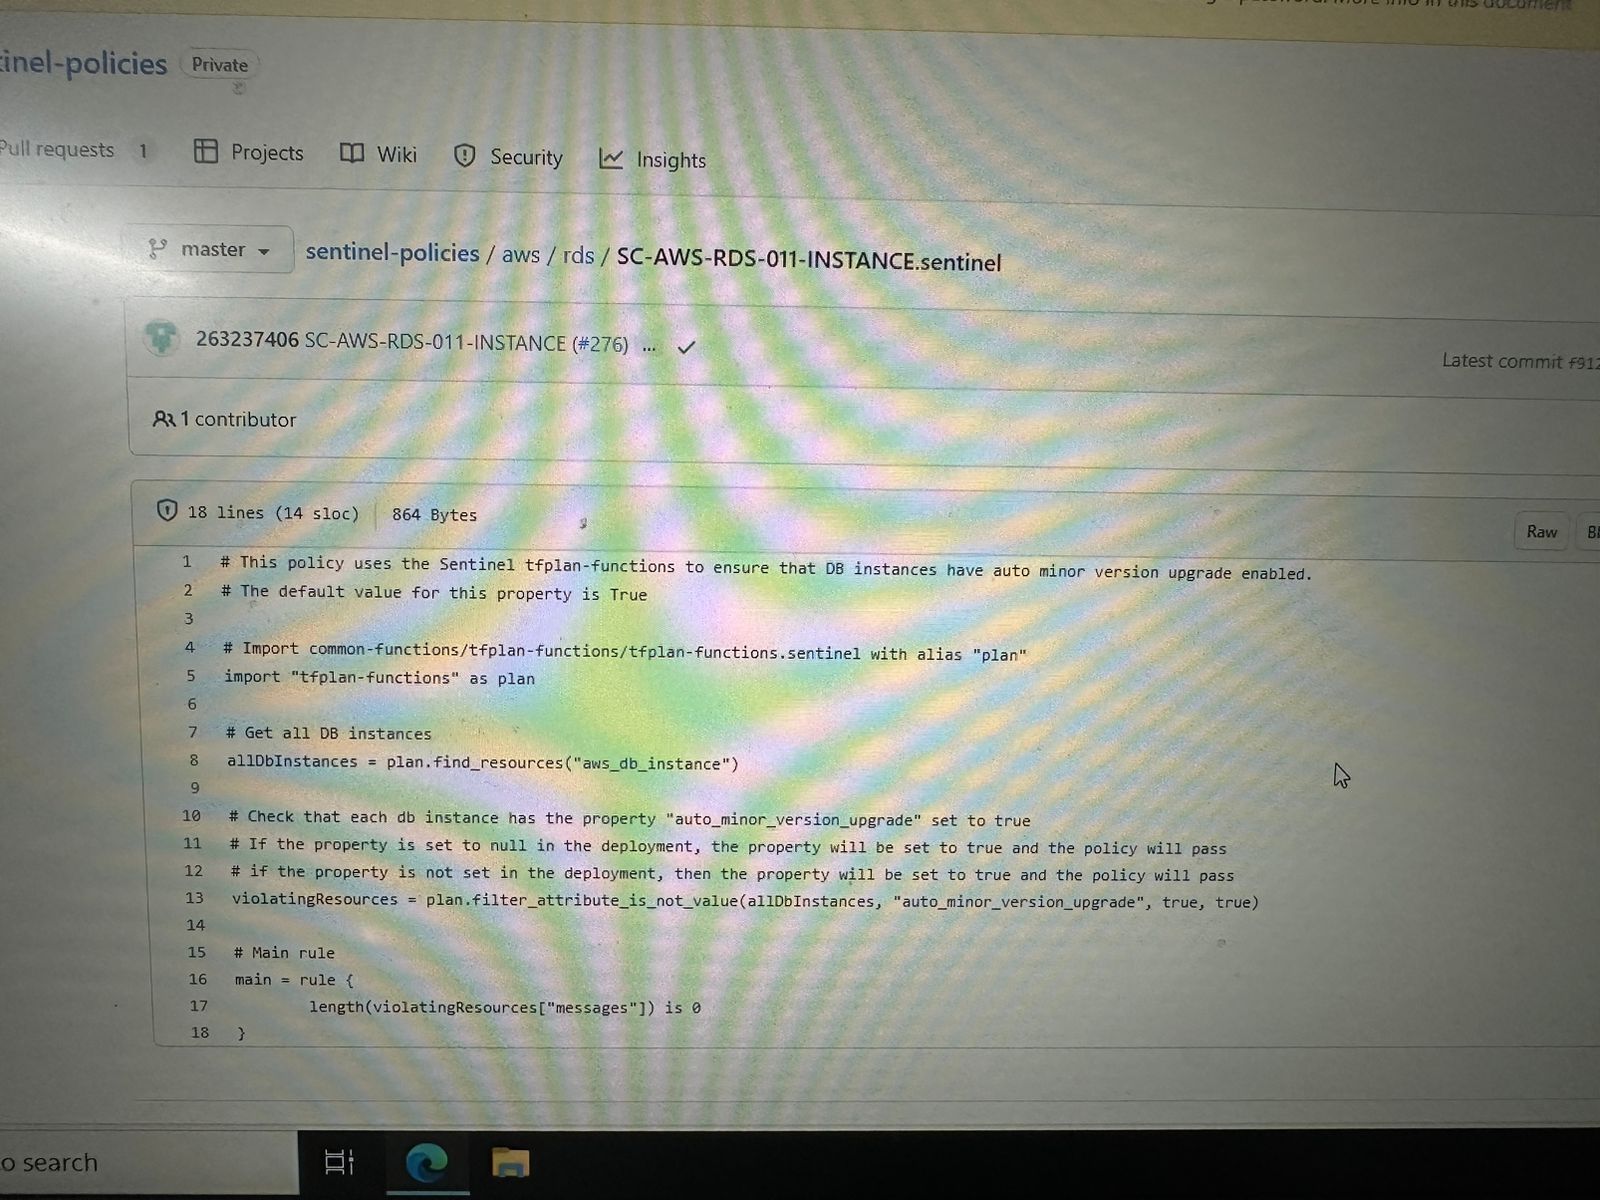 in this document
inel-policies Private
Pull requests 1 Projects Wiki Security Insights
master sentinel-policies / aws / rds / SC-AWS-RDS-011-INSTANCE.sentinel
263237406 SC-AWS-RDS-011-INSTANCE (#276) ...
Latest commit f912
1 contributor
18 lines (14 sloc) 864 Bytes
Raw
1 # This policy uses the Sentinel tfplan-functions to ensure that DB instances have auto minor version upgrade enabled.
2 # The default value for this property is True
3
4 # Import common-functions/tfplan-functions/tfplan-functions.sentinel with alias "plan"
5 import "tfplan-functions" as plan
6
7 # Get all DB instances
8 allDbInstances = plan.find_resources("aws_db_instance")
9
10 # Check that each db instance has the property "auto_minor_version_upgrade" set to true
11 # If the property is set to null in the deployment, the property will be set to true and the policy will pass
12 # if the property is not set in the deployment, then the property will be set to true and the policy will pass
13 violatingResources = plan.filter_attribute_is_not_value(allDbInstances, "auto_minor_version_upgrade", true, true)
14
15 # Main rule
16 main = rule {
17 length(violatingResources["messages"]) is 0
18 }
o search